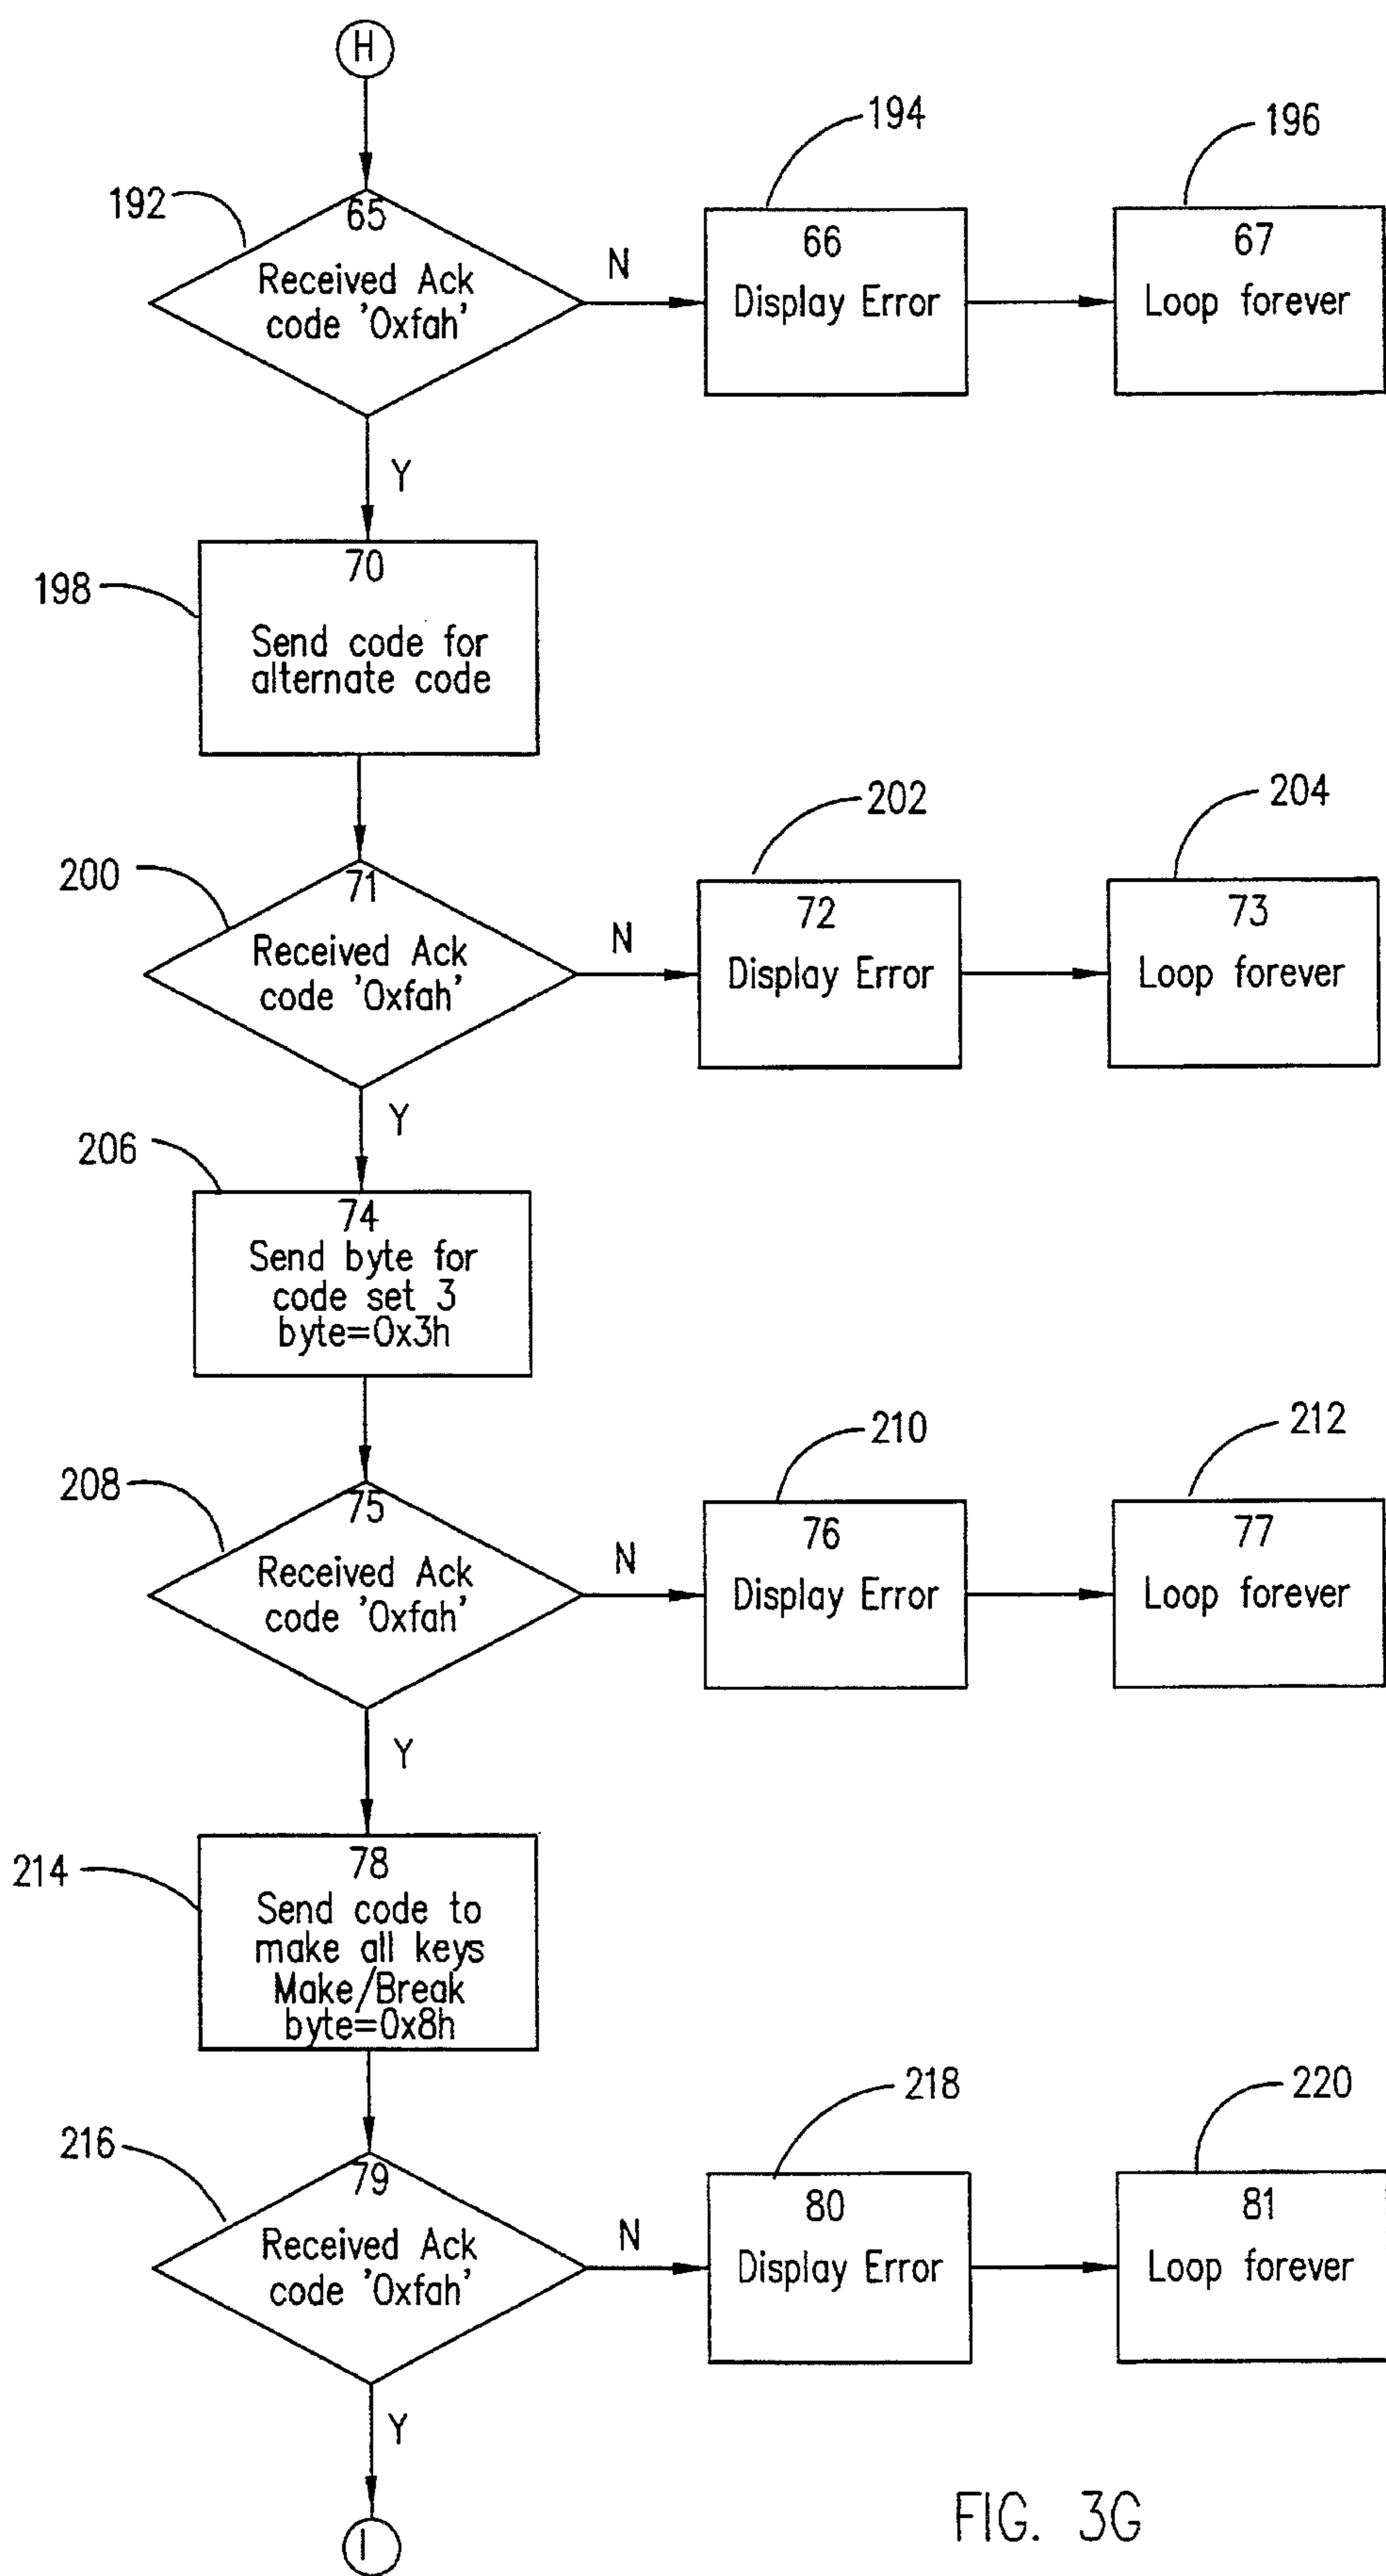 H
192
65
Received Ack
code 'Oxfah'
N
194
66
Display Error
196
67
Loop forever
Y
198
70
Send code for
alternate code
200
71
Received Ack
code 'Oxfah'
N
202
72
Display Error
204
73
Loop forever
Y
206
74
Send byte for
code set 3
byte=0x3h
208
75
Received Ack
code 'Oxfah'
N
210
76
Display Error
212
77
Loop forever
Y
214
78
Send code to
make all keys
Make/Break
byte=0x8h
216
79
Received Ack
code 'Oxfah'
N
218
80
Display Error
220
81
Loop forever
Y
I
FIG. 3G